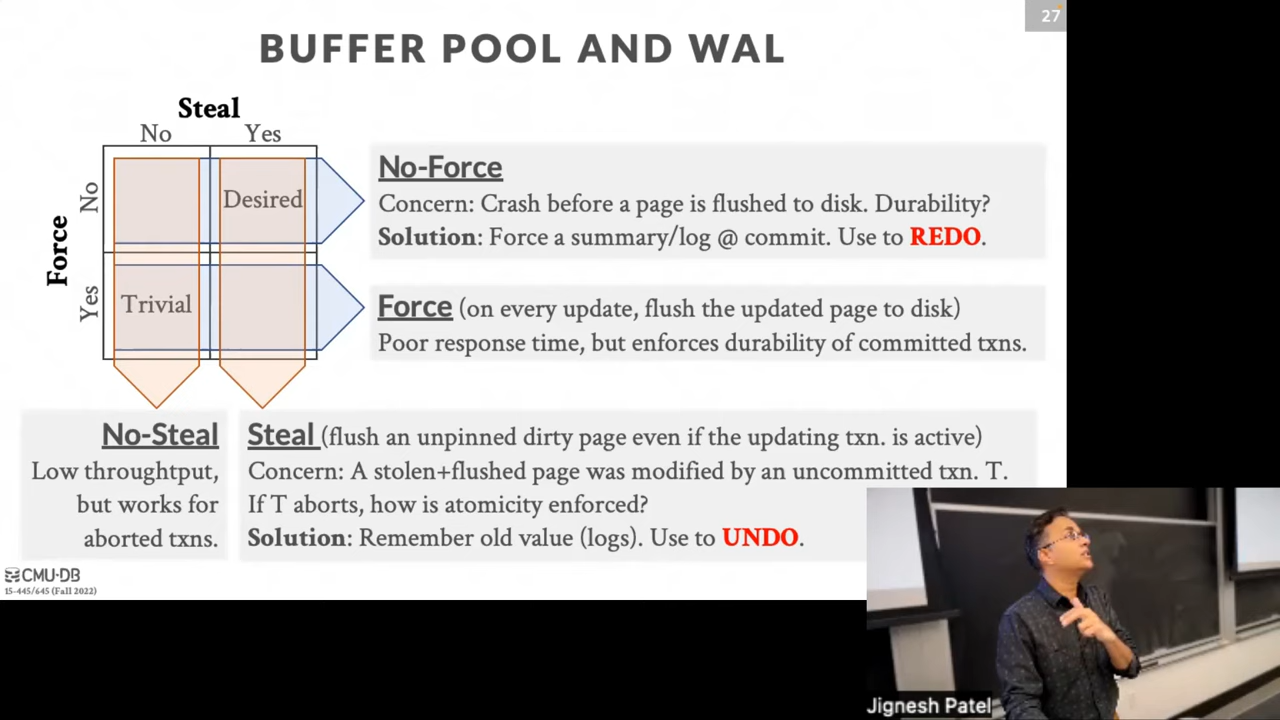 27
BUFFER POOL AND WAL
Steal
No Yes
Force
No
Yes
Desired
Trivial
No-Force
Concern: Crash before a page is flushed to disk. Durability?
Solution: Force a summary/log @ commit. Use to REDO.
Force (on every update, flush the updated page to disk)
Poor response time, but enforces durability of committed txns.
No-Steal
Low throughtput,
but works for
aborted txns.
Steal (flush an unpinned dirty page even if the updating txn. is active)
Concern: A stolen+flushed page was modified by an uncommitted txn. T.
If T aborts, how is atomicity enforced?
Solution: Remember old value (logs). Use to UNDO.
CMU·DB
15-445/645 (Fall 2022)
Jignesh Patel